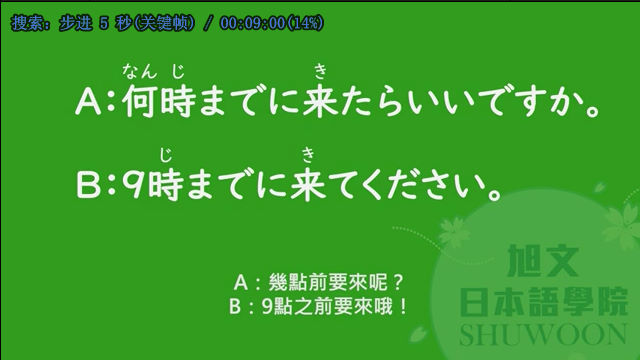 搜索: 步进 5 秒(关键帧) / 00:09:00(14%)
なん じ き
A:何時までに来たらいいですか。
じ き
B:9時までに来てください。
A:幾點前要來呢?
B:9點之前要來哦!
旭文
日本語學院
SHUWOON